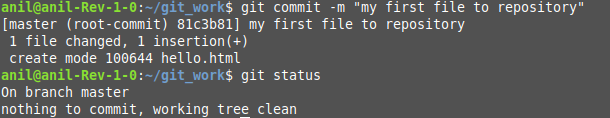 anil@anil-Rev-1-0:~/git_work$ git commit -m "my first file to repository"
[master (root-commit) 81c3b81] my first file to repository
 1 file changed, 1 insertion(+)
 create mode 100644 hello.html
anil@anil-Rev-1-0:~/git_work$ git status
On branch master
nothing to commit, working tree clean